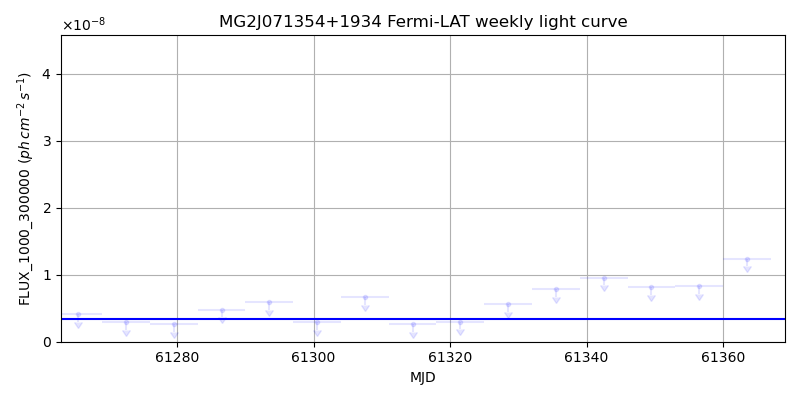 MG2J071354+1934 Fermi-LAT weekly light curve
×10⁻⁸
FLUX_1000_300000 (ph cm⁻² s⁻¹)
4
3
2
1
0
61280 61300 61320 61340 61360
MJD